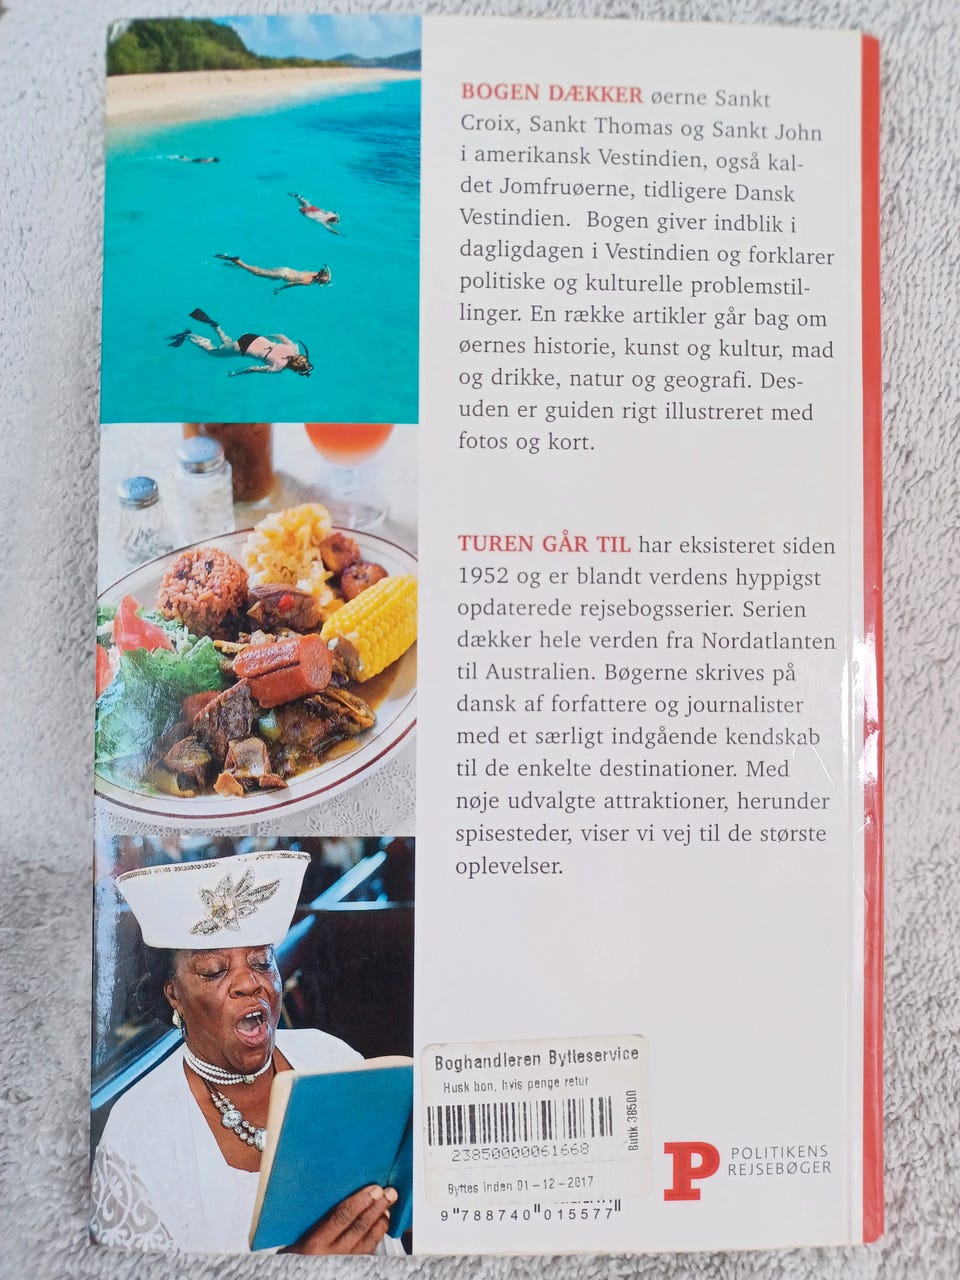 BOGEN DÆKKER øerne Sankt
Croix, Sankt Thomas og Sankt John
i amerikansk Vestindien, også kal-
det Jomfruøerne, tidligere Dansk
Vestindien. Bogen giver indblik i
dagligdagen i Vestindien og forklarer
politiske og kulturelle problemstil-
linger. En række artikler går bag om
øernes historie, kunst og kultur, mad
og drikke, natur og geografi. Des-
uden er guiden rigt illustreret med
fotos og kort.
TUREN GÅR TIL har eksisteret siden
1952 og er blandt verdens hyppigst
opdaterede rejsebogsserier. Serien
dækker hele verden fra Nordatlanten
til Australien. Bøgerne skrives på
dansk af forfattere og journalister
med et særligt indgående kendskab
til de enkelte destinationer. Med
nøje udvalgte attraktioner, herunder
spisesteder, viser vi vej til de største
oplevelser.
Boghandleren Bytteservice
Husk bon, hvis penge retur
Butik 38500
23850000061668
Byttes inden 01-12-2017
9 788740 015577
P
POLITIKENS
REJSEBØGER